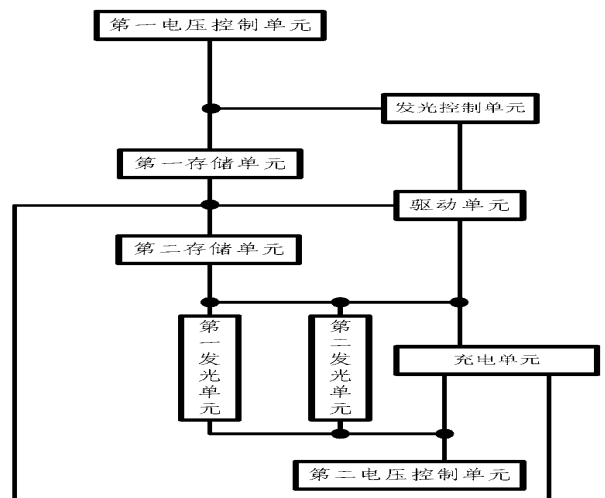 第一电压控制单元
发光控制单元
第一存储单元
驱动单元
第二存储单元
第一发光单元
第二发光单元
充电单元
第二电压控制单元